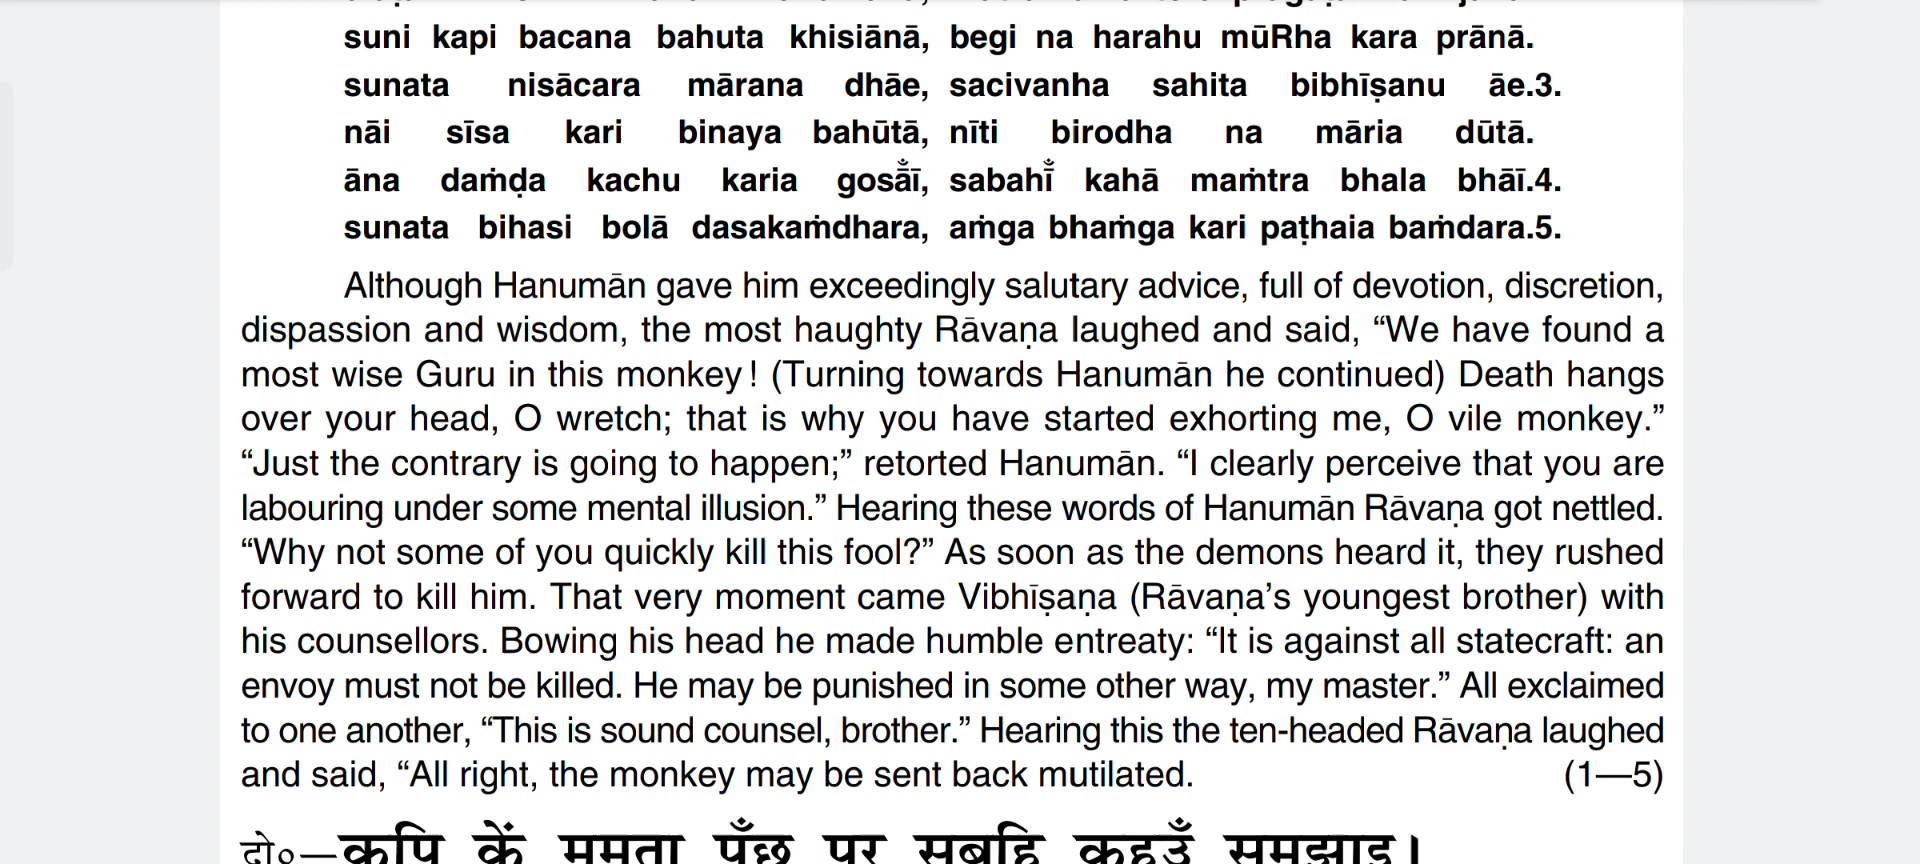 suni kapi bacana bahuta khisiānā, begi na harahu mūRha kara prānā.
sunata nisācara mārana dhāe, sacivanha sahita bibhīṣanu āe.3.
nāi sīsa kari binaya bahūtā, nīti birodha na māria dūtā.
āna daṁḍa kachu karia gosā̐ī, sabahī̐ kahā maṁtra bhala bhāī.4.
sunata bihasi bolā dasakaṁdhara, aṁga bhaṁga kari paṭhaia baṁdara.5.
Although Hanumān gave him exceedingly salutary advice, full of devotion, discretion,
dispassion and wisdom, the most haughty Rāvaṇa laughed and said, “We have found a
most wise Guru in this monkey! (Turning towards Hanumān he continued) Death hangs
over your head, O wretch; that is why you have started exhorting me, O vile monkey.”
“Just the contrary is going to happen;” retorted Hanumān. “I clearly perceive that you are
labouring under some mental illusion.” Hearing these words of Hanumān Rāvaṇa got nettled.
“Why not some of you quickly kill this fool?” As soon as the demons heard it, they rushed
forward to kill him. That very moment came Vibhīṣaṇa (Rāvaṇa’s youngest brother) with
his counsellors. Bowing his head he made humble entreaty: “It is against all statecraft: an
envoy must not be killed. He may be punished in some other way, my master.” All exclaimed
to one another, “This is sound counsel, brother.” Hearing this the ten-headed Rāvaṇa laughed
and said, “All right, the monkey may be sent back mutilated. (1—5)
दो०—कपि कें ममता पूँछ पर सबहि कहउँ समुझाइ।